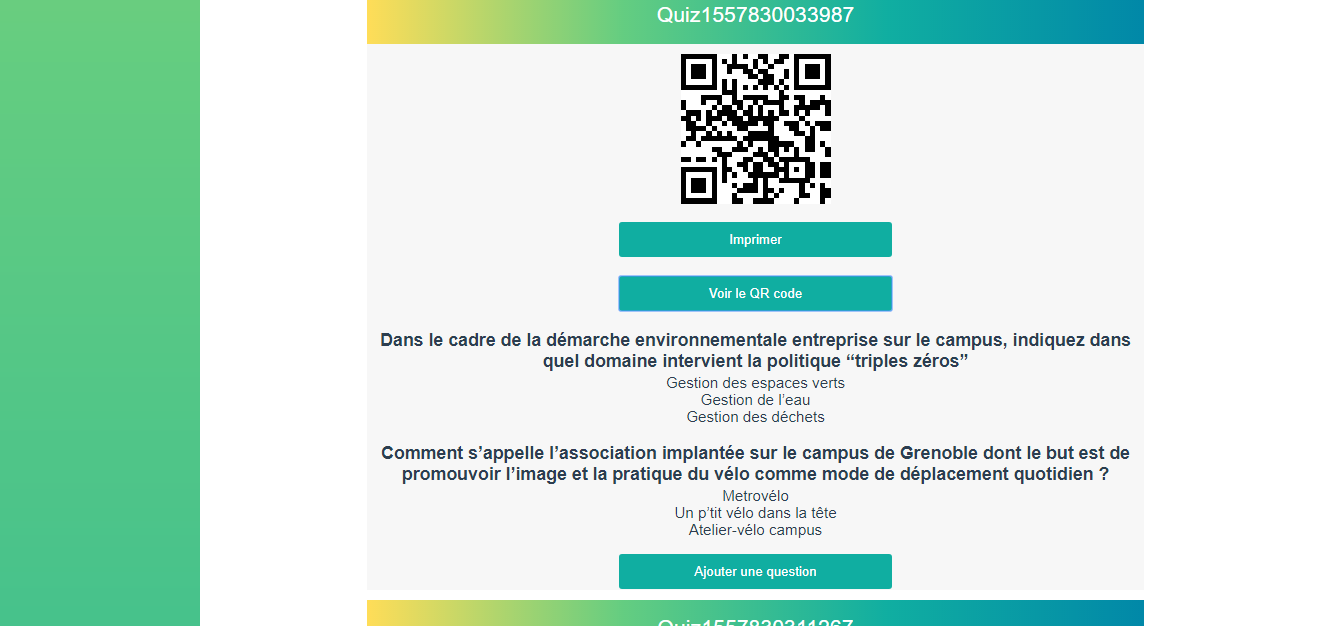 Quiz1557830033987
Imprimer
Voir le QR code
Dans le cadre de la démarche environnementale entreprise sur le campus, indiquez dans
quel domaine intervient la politique “triples zéros”
Gestion des espaces verts
Gestion de l’eau
Gestion des déchets
Comment s’appelle l’association implantée sur le campus de Grenoble dont le but est de
promouvoir l’image et la pratique du vélo comme mode de déplacement quotidien ?
Metrovélo
Un p’tit vélo dans la tête
Atelier-vélo campus
Ajouter une question
Quiz1557830311267